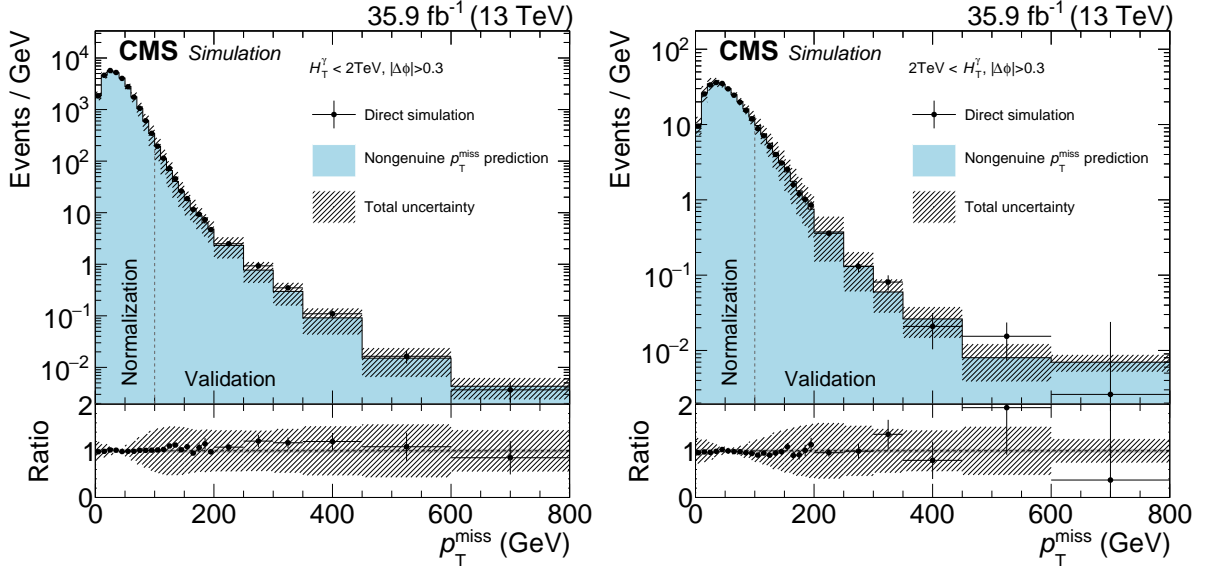 35.9 fb⁻¹ (13 TeV)
CMS Simulation
H_T^γ < 2TeV, |Δϕ|>0.3
Direct simulation
Nongenuine p_T^miss prediction
Total uncertainty
Events / GeV
10⁴
10³
10²
10
1
10⁻¹
10⁻²
Normalization
Validation
Ratio
2
1
0
0 200 400 600 800
p_T^miss (GeV)
35.9 fb⁻¹ (13 TeV)
CMS Simulation
2TeV < H_T^γ, |Δϕ|>0.3
Direct simulation
Nongenuine p_T^miss prediction
Total uncertainty
Events / GeV
10²
10
1
10⁻¹
10⁻²
Normalization
Validation
Ratio
2
1
0
0 200 400 600 800
p_T^miss (GeV)